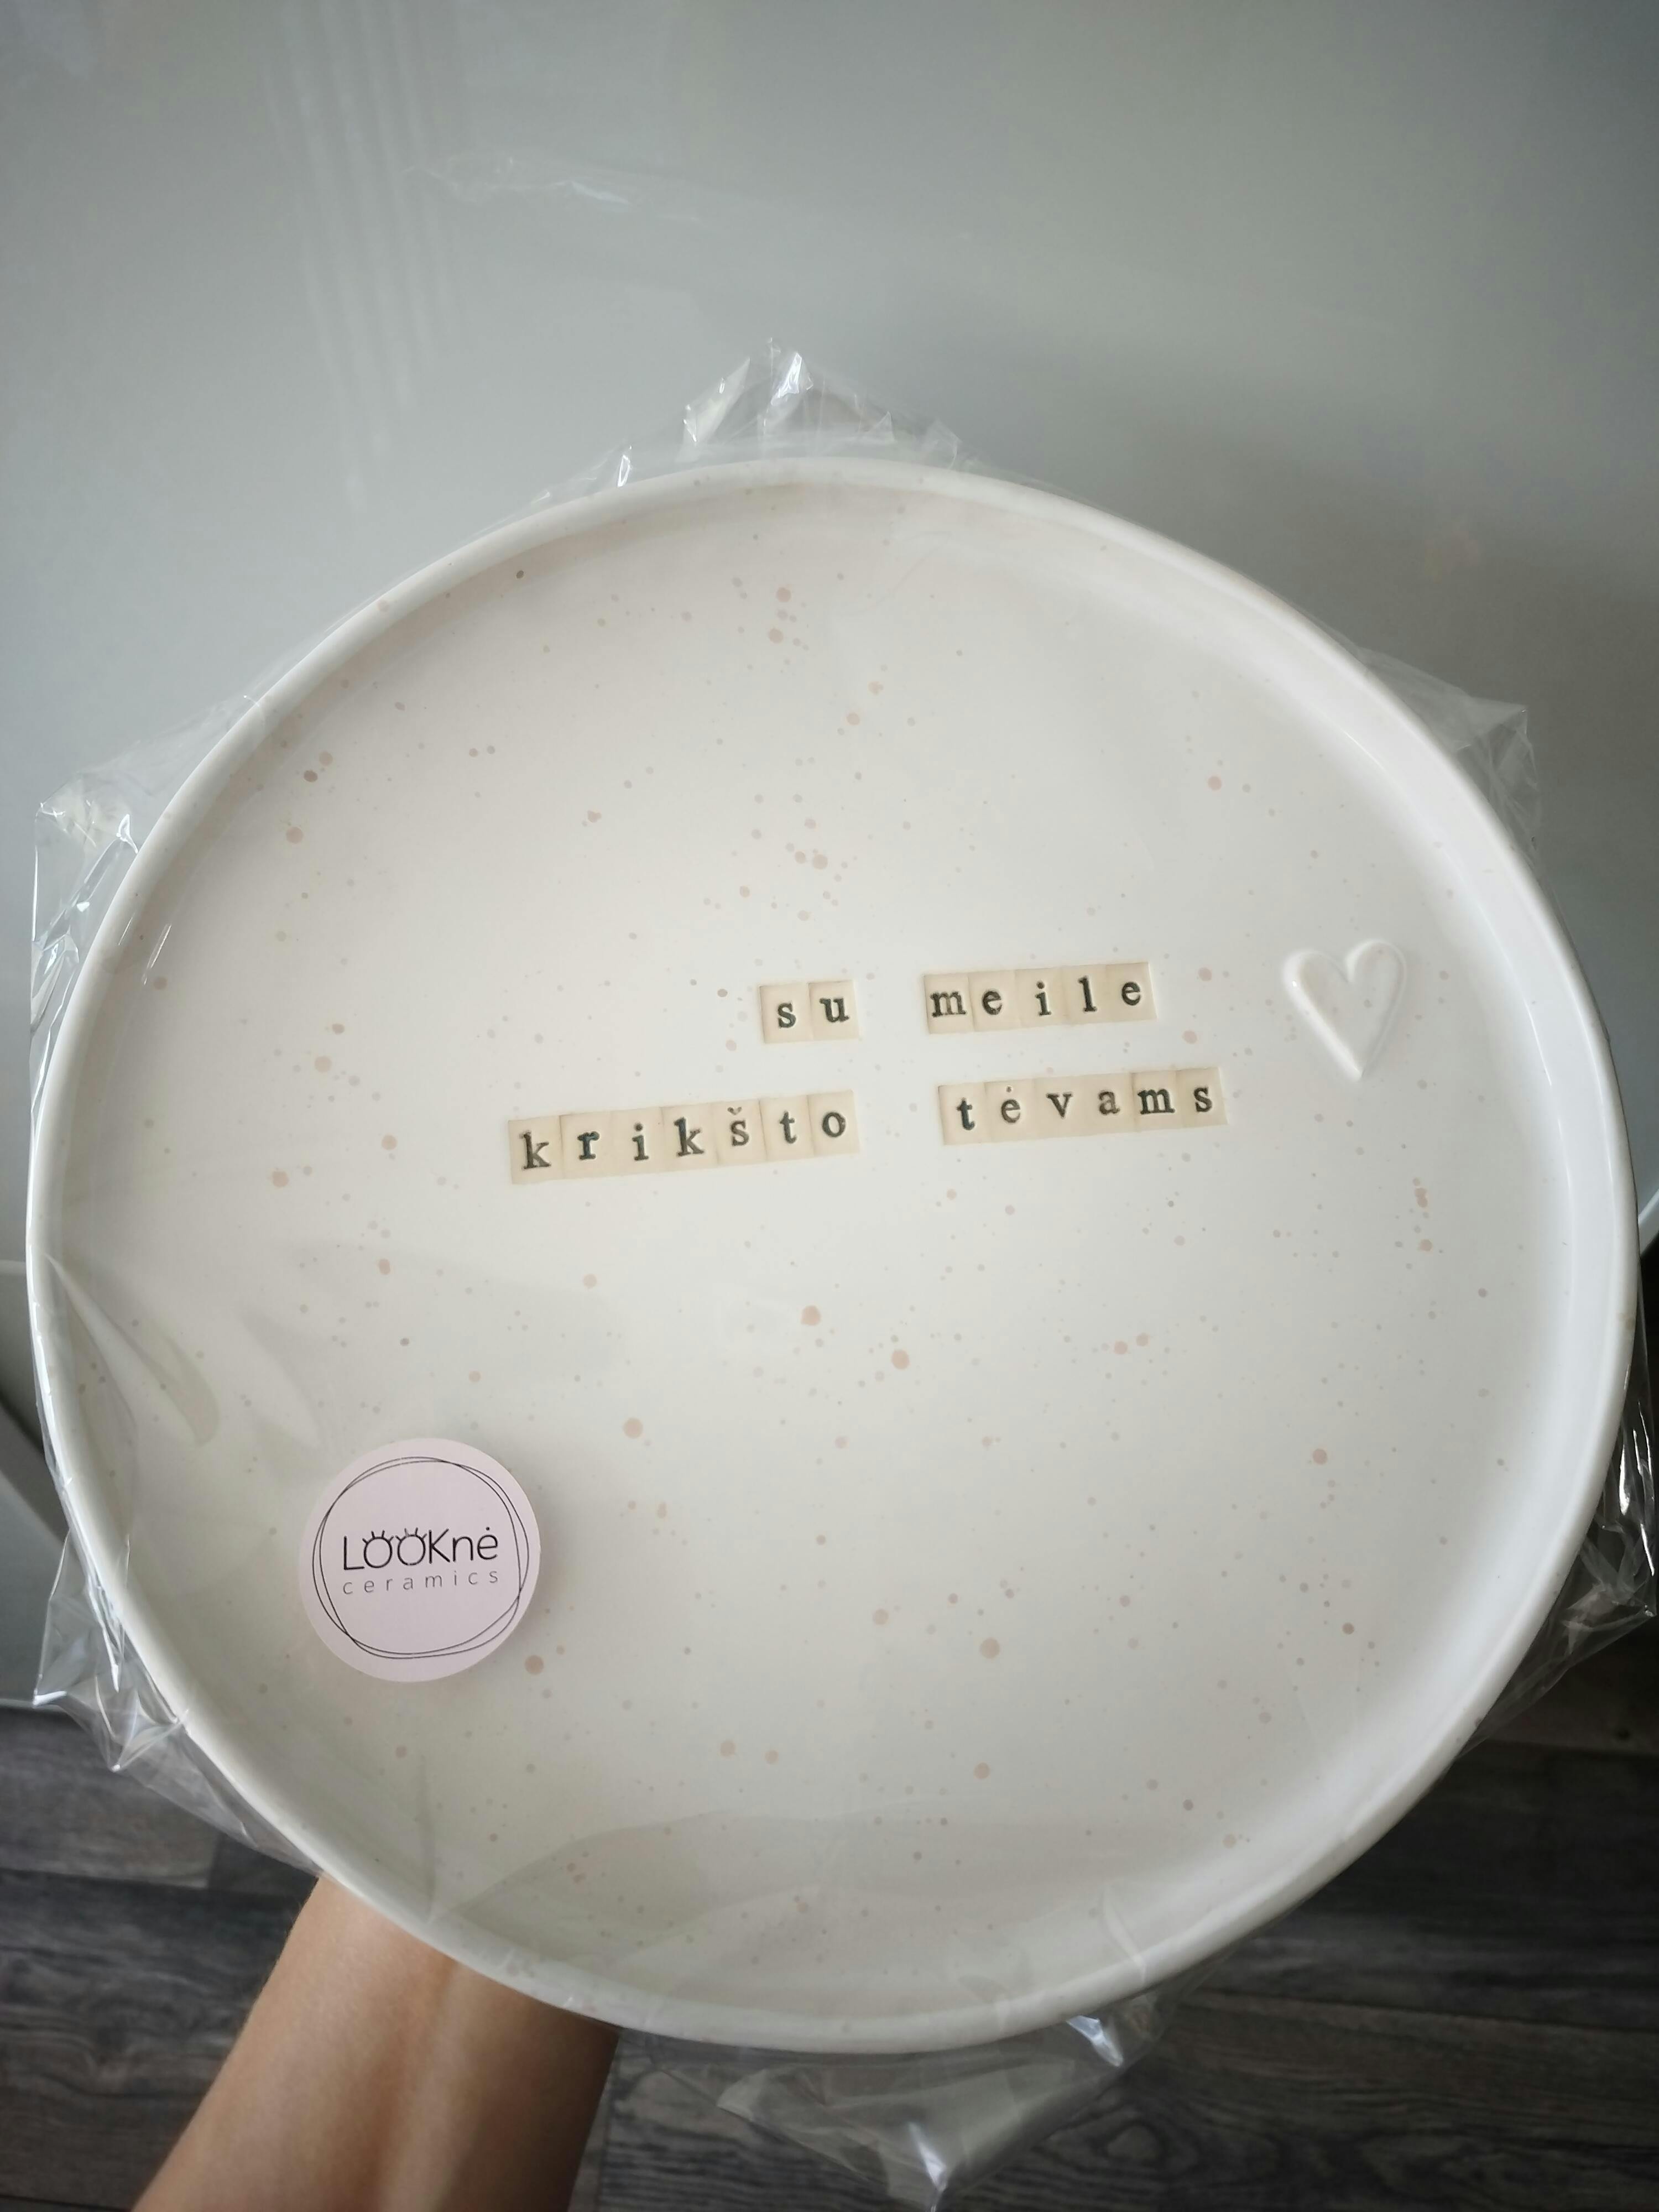 su meile
krikšto tėvams
LOOKnė
ceramics